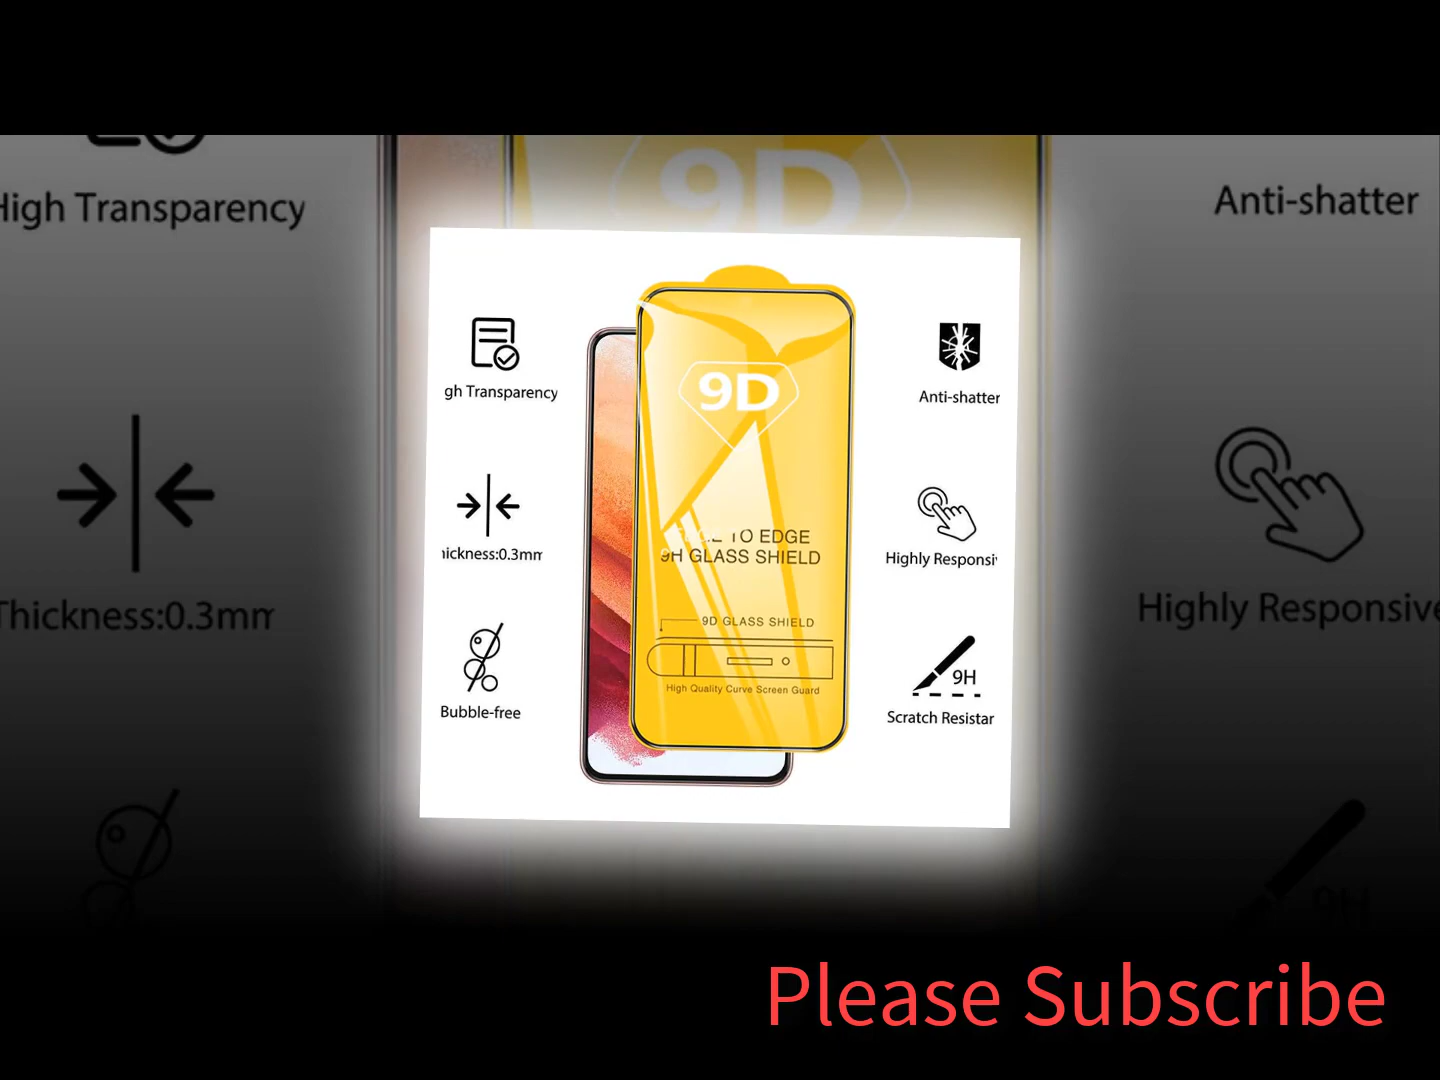 High Transparency
Anti-shatter
Thickness:0.3mm
Highly Responsive
9D
9H
gh Transparency
Anti-shatter
ickness:0.3mm
Highly Responsi
Bubble-free
9H
Scratch Resistar
9D
TO EDGE
9H GLASS SHIELD
9D GLASS SHIELD
High Quality Curve Screen Guard
Please Subscribe